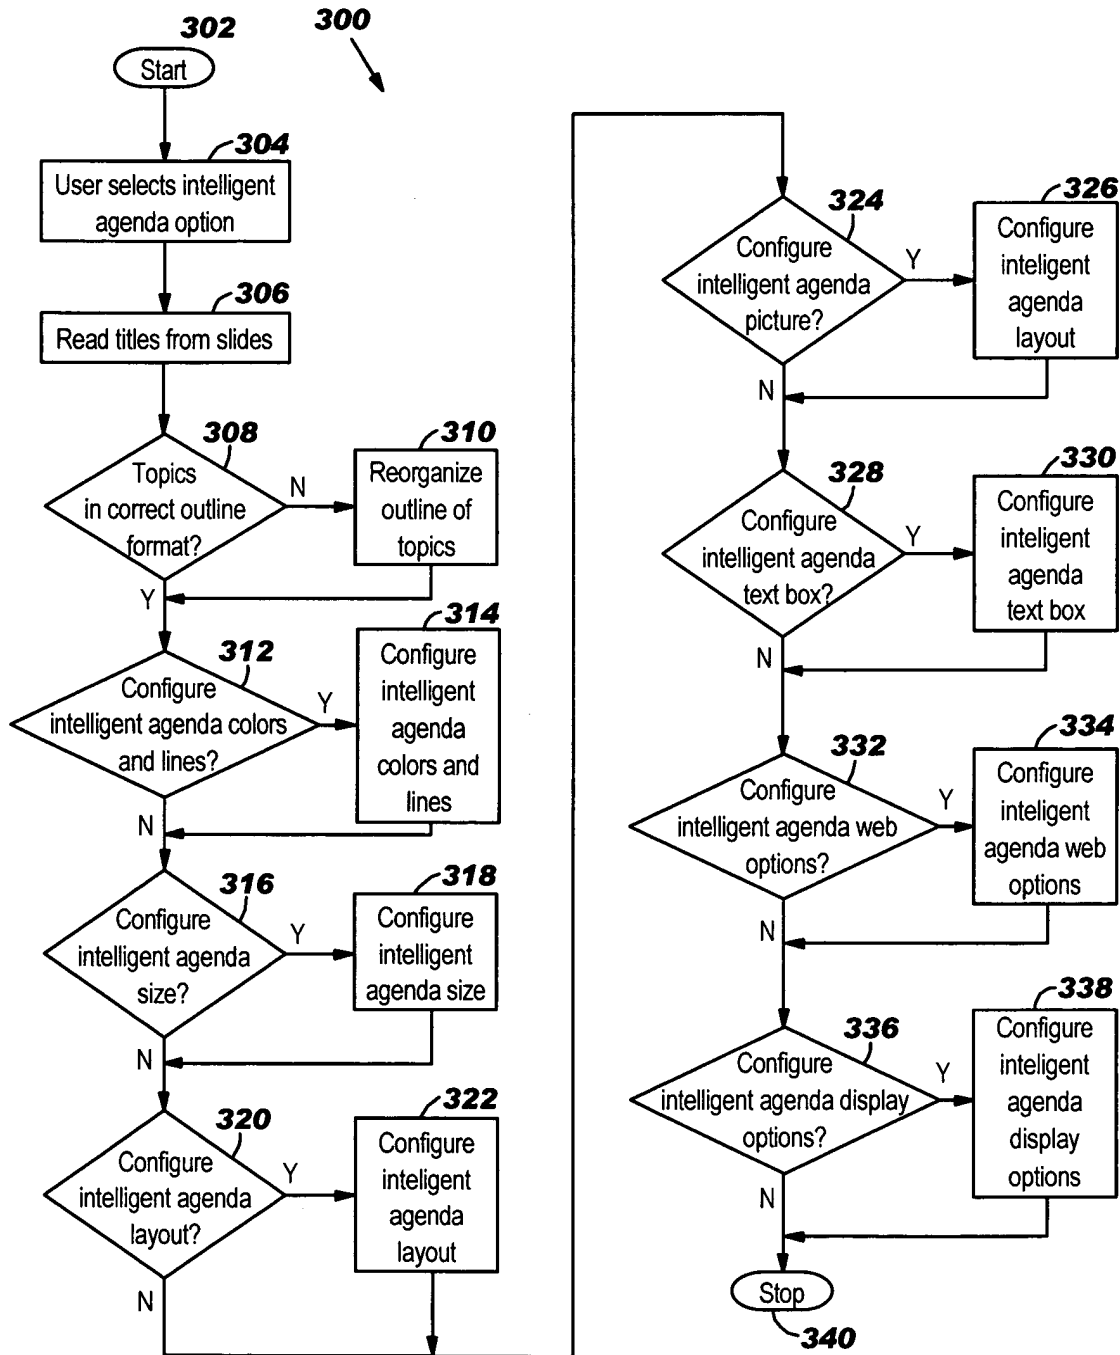 302
300
Start
304
User selects intelligent
agenda option
306
Read titles from slides
308
Topics
in correct outline
format?
N
310
Reorganize
outline of
topics
Y
312
Configure
intelligent agenda colors
and lines?
Y
314
Configure
intelligent
agenda
colors and
lines
N
316
Configure
intelligent agenda
size?
Y
318
Configure
intelligent
agenda size
N
320
Configure
intelligent agenda
layout?
Y
322
Configure
inteligent
agenda
layout
N
324
Configure
intelligent agenda
picture?
Y
326
Configure
inteligent
agenda
layout
N
328
Configure
intelligent agenda
text box?
Y
330
Configure
inteligent
agenda
text box
N
332
Configure
intelligent agenda web
options?
Y
334
Configure
inteligent
agenda web
options
N
336
Configure
intelligent agenda display
options?
Y
338
Configure
inteligent
agenda
display
options
N
Stop
340